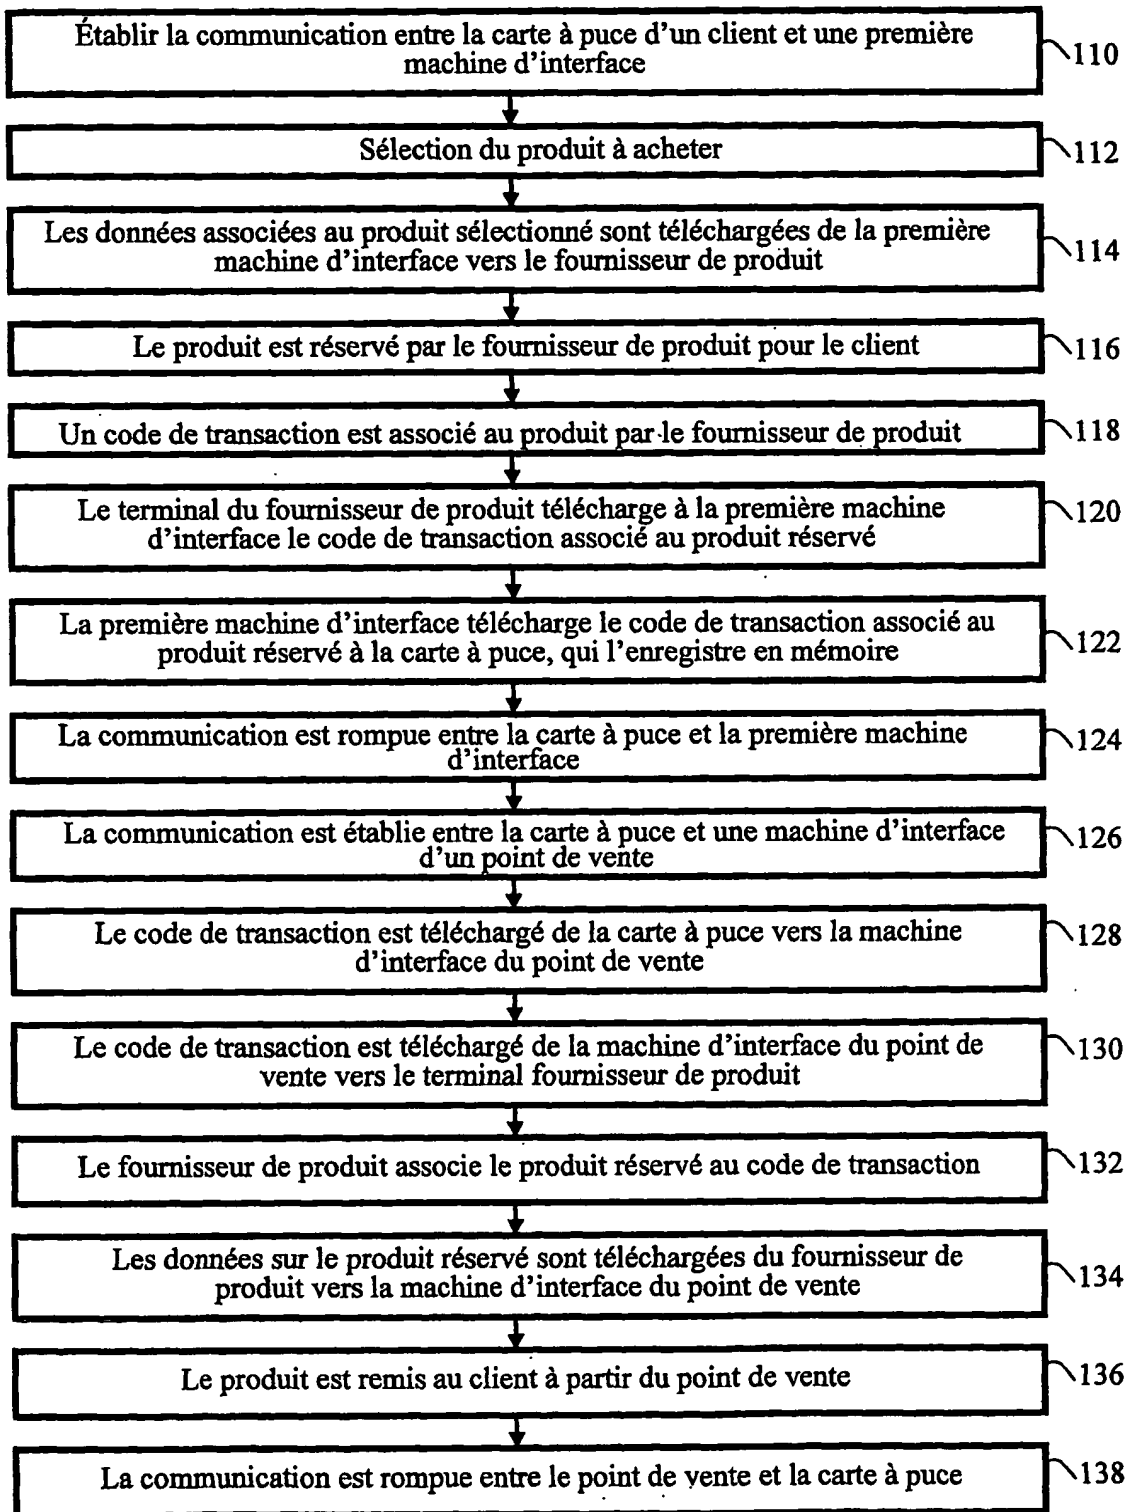 Établir la communication entre la carte à puce d'un client et une première
machine d'interface
110
Sélection du produit à acheter
112
Les données associées au produit sélectionné sont téléchargées de la première
machine d'interface vers le fournisseur de produit
114
Le produit est réservé par le fournisseur de produit pour le client
116
Un code de transaction est associé au produit par le fournisseur de produit
118
Le terminal du fournisseur de produit télécharge à la première machine
d'interface le code de transaction associé au produit réservé
120
La première machine d'interface télécharge le code de transaction associé au
produit réservé à la carte à puce, qui l'enregistre en mémoire
122
La communication est rompue entre la carte à puce et la première machine
d'interface
124
La communication est établie entre la carte à puce et une machine d'interface
d'un point de vente
126
Le code de transaction est téléchargé de la carte à puce vers la machine
d'interface du point de vente
128
Le code de transaction est téléchargé de la machine d'interface du point de
vente vers le terminal fournisseur de produit
130
Le fournisseur de produit associe le produit réservé au code de transaction
132
Les données sur le produit réservé sont téléchargées du fournisseur de
produit vers la machine d'interface du point de vente
134
Le produit est remis au client à partir du point de vente
136
La communication est rompue entre le point de vente et la carte à puce
138